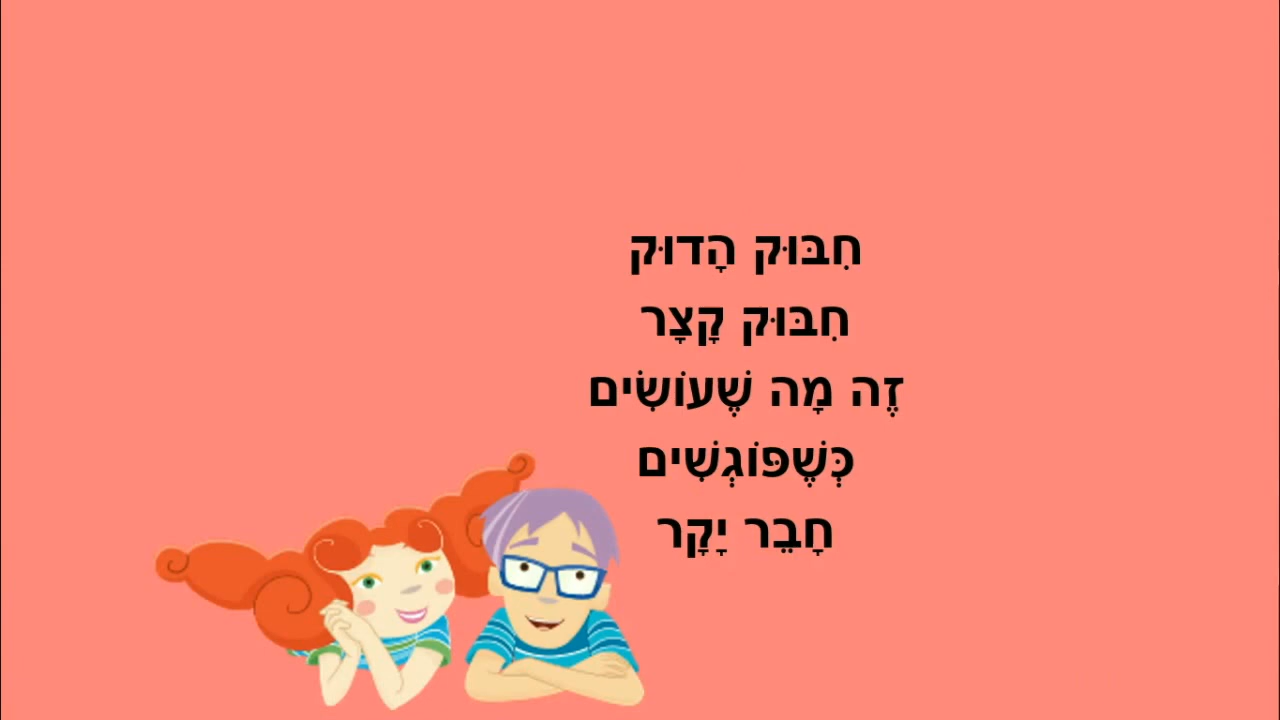 חִבּוּק הָדוּק
חִבּוּק קָצָר
זֶה מָה שֶׁעוֹשִׂים
כְּשֶׁפּוֹגְשִׁים
חָבֵר יָקָר